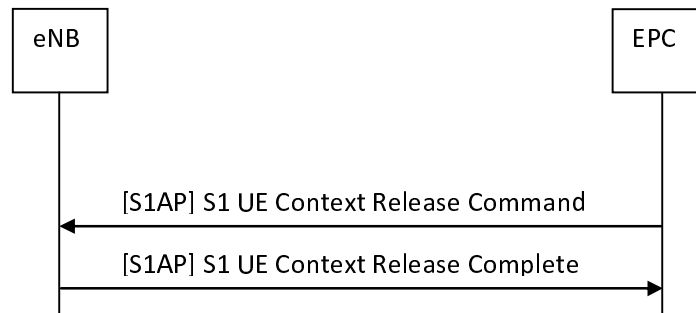 eNB
EPC
[S1AP] S1 UE Context Release Command
[S1AP] S1 UE Context Release Complete